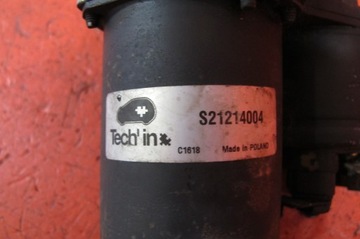 S21214004
Tech'in
C1618 Made in POLAND